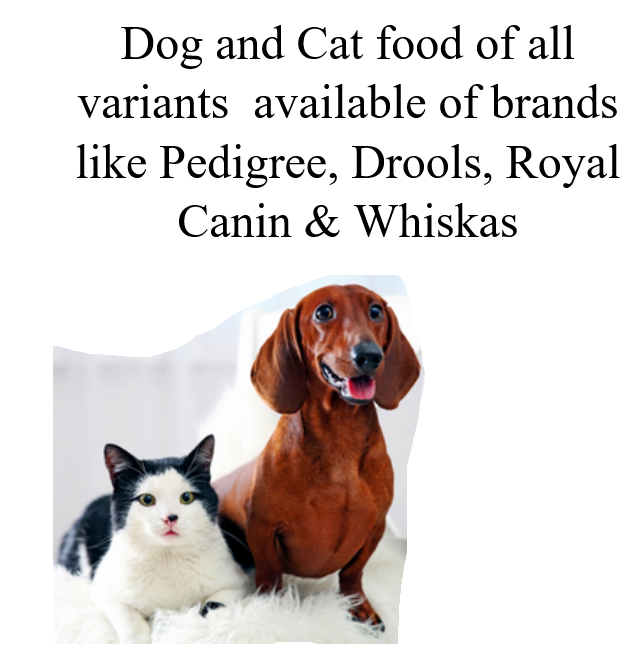 Dog and Cat food of all
variants  available of brands
like Pedigree, Drools, Royal
Canin & Whiskas